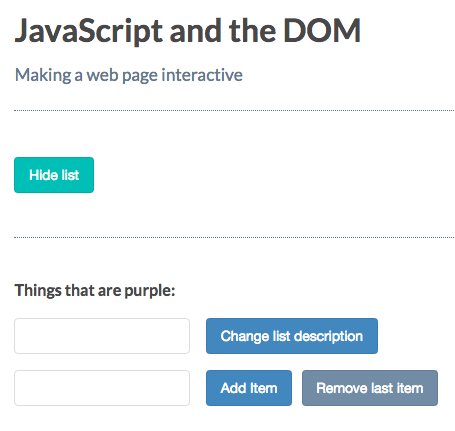 JavaScript and the DOM
Making a web page interactive
Hide list
Things that are purple:
Change list description
Add Item
Remove last item